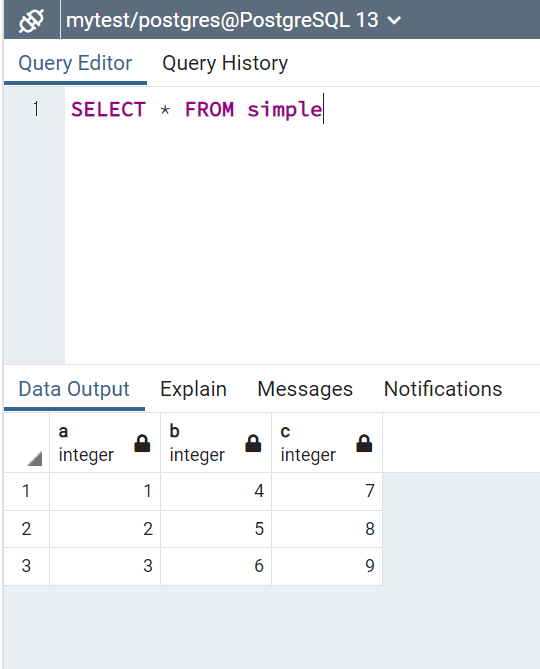 mytest/postgres@PostgreSQL 13
Query Editor Query History
1 SELECT * FROM simple
Data Output Explain Messages Notifications
a b c
integer integer integer
1 1 4 7
2 2 5 8
3 3 6 9